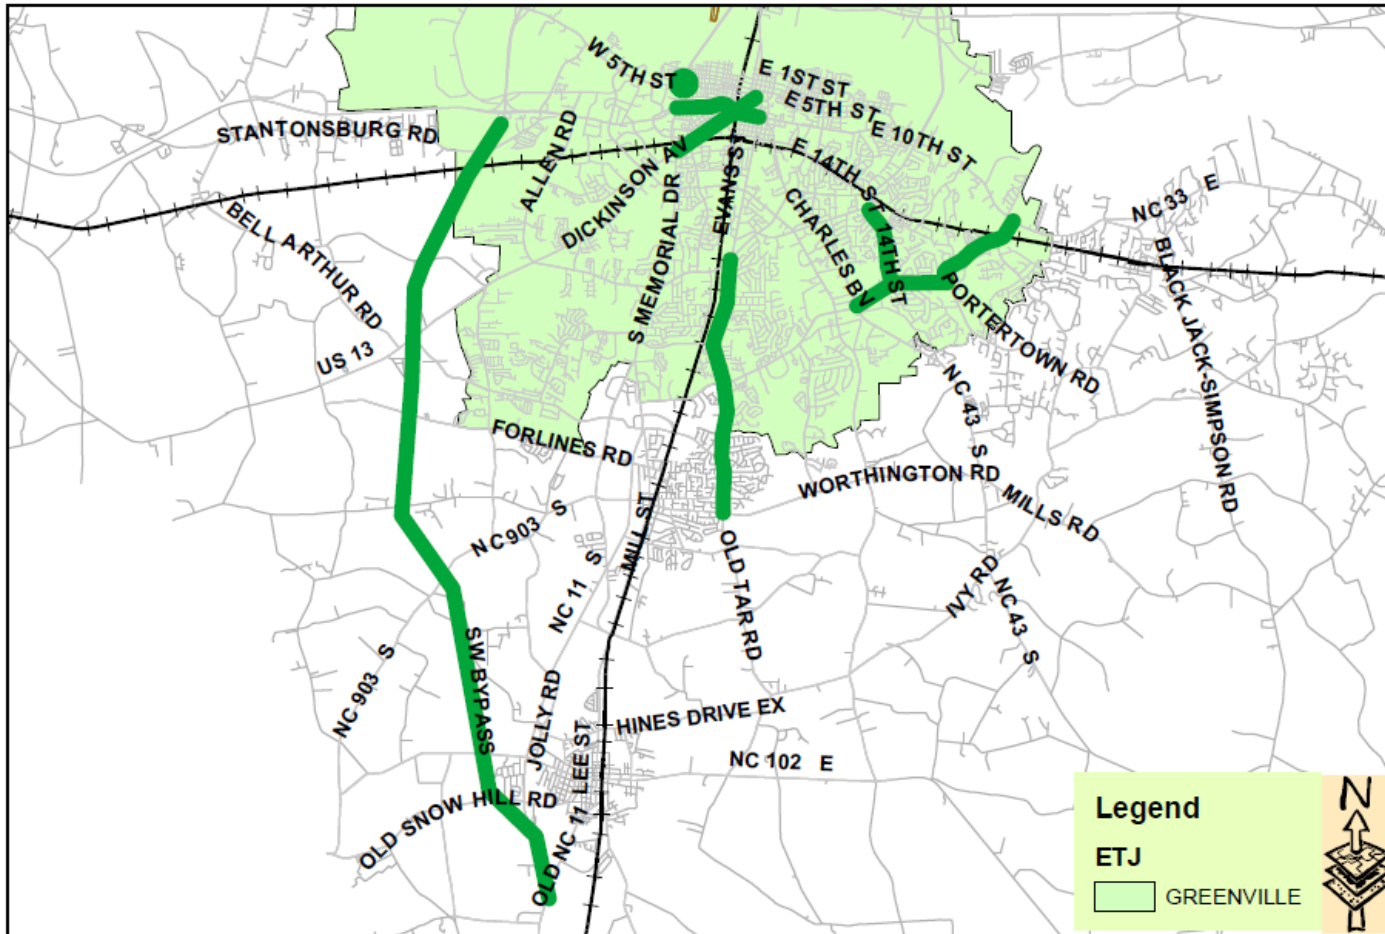 W 5TH ST
E 1ST ST
E 5TH ST
E 10TH ST
STANTONSBURG RD
ALLEN RD
DICKINSON AV
E 14TH ST
EVANS ST
NC 33 E
BELL ARTHUR RD
S MEMORIAL DR
CHARLES BV
14TH ST
BLACK JACK-SIMPSON RD
PORTERTOWN RD
US 13
NC 43 S
FORLINES RD
WORTHINGTON RD
MILLS RD
NC 903 S
MILL ST
NC 11 S
OLD TAR RD
IVY RD
NC 43 S
NC 903 S
SW BYPASS
JOLLY RD
LEE ST
HINES DRIVE EX
NC 102 E
OLD SNOW HILL RD
OLD NC 11
Legend
ETJ
GREENVILLE
N